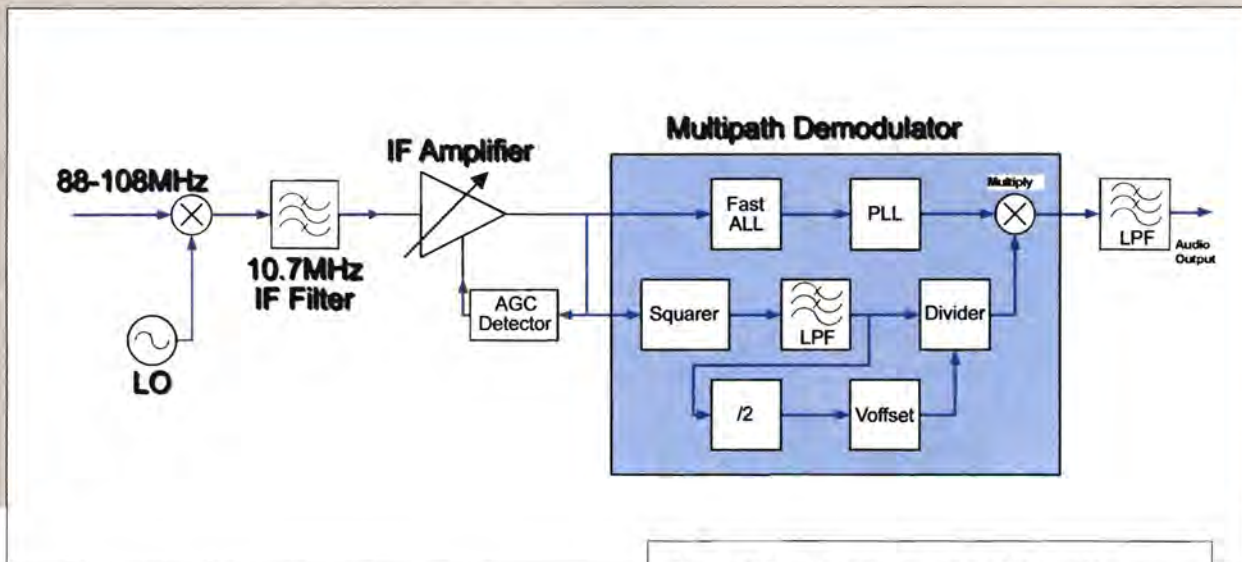 Multipath Demodulator
IF Amplifier
88-108MHz
Multiply
Fast
ALL
PLL
LPF
Audio
Output
10.7MHz
IF Filter
AGC
Detector
Squarer
LPF
Divider
LO
/2
Voffset